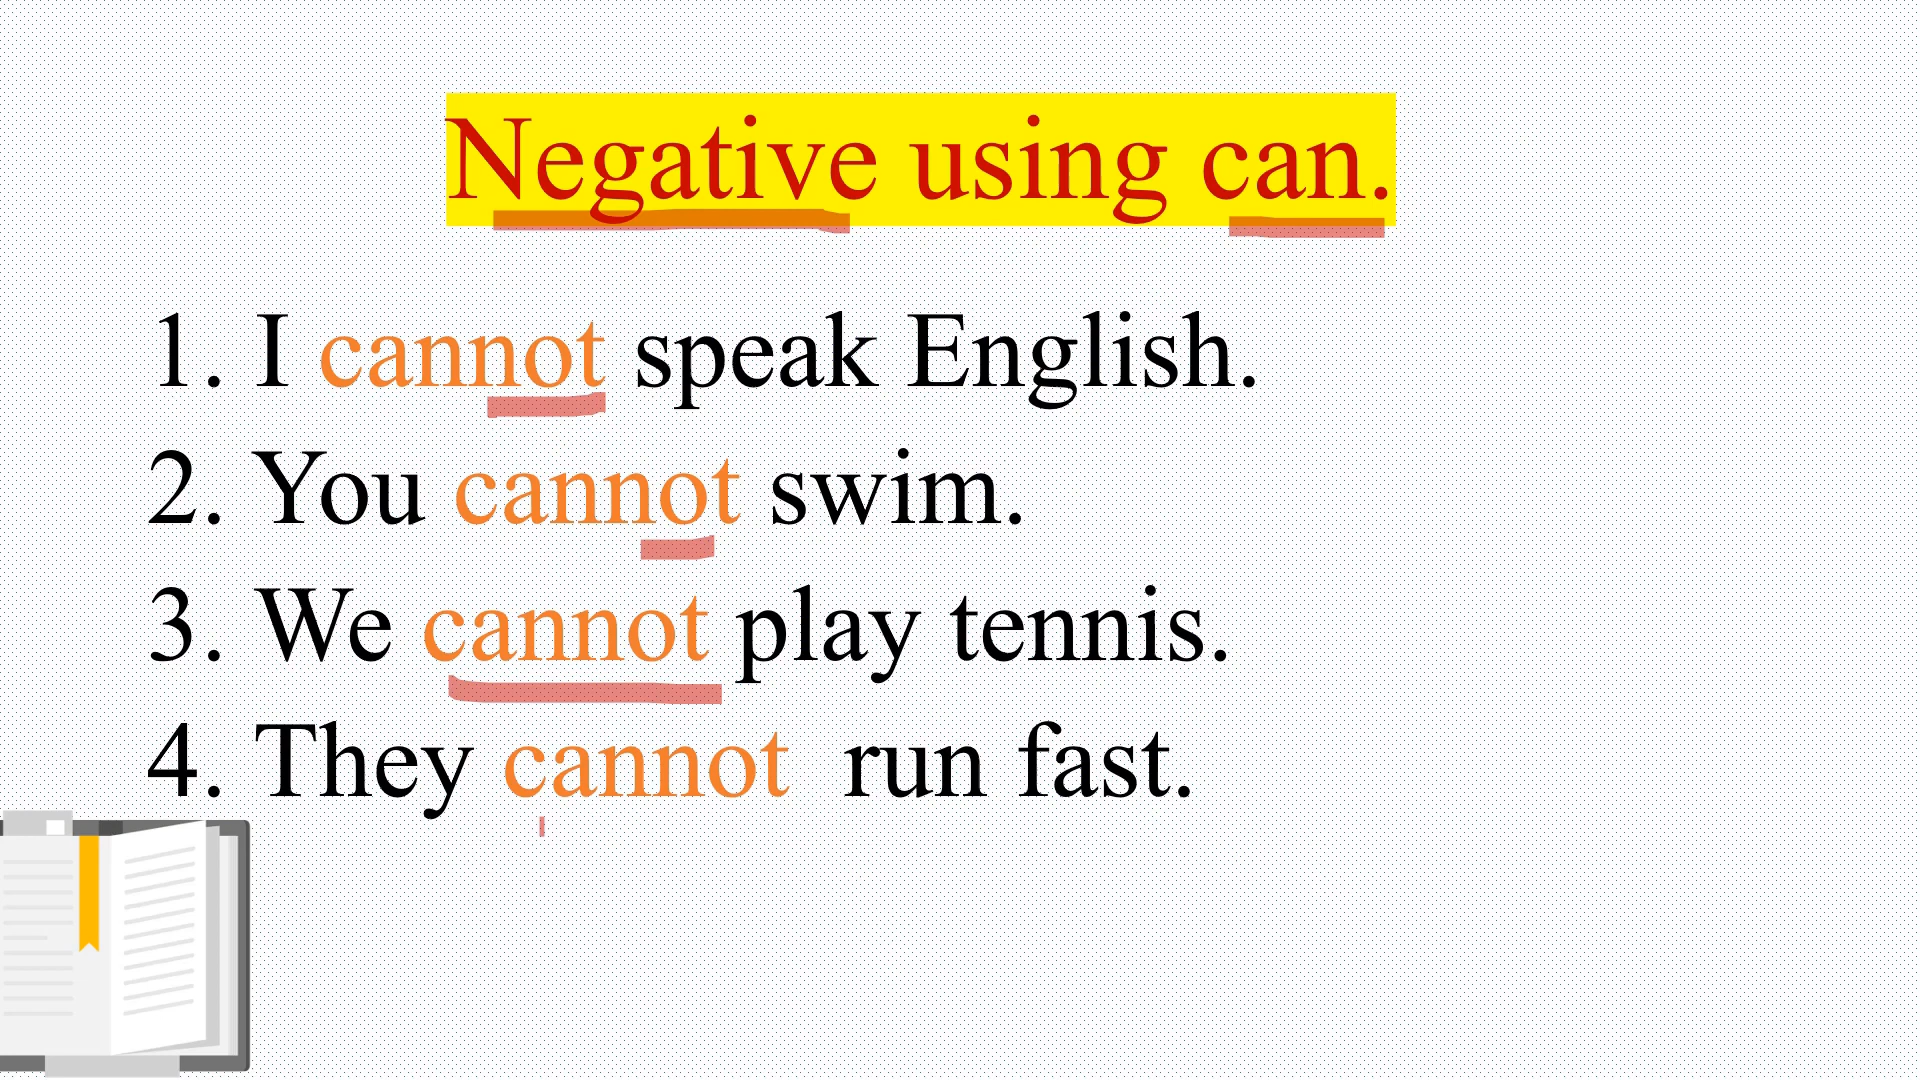 Negative using can.
1. I cannot speak English.
2. You cannot swim.
3. We cannot play tennis.
4. They cannot run fast.